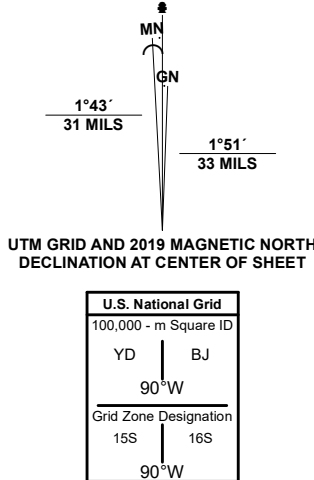 MN
GN
1°43´
31 MILS
1°51´
33 MILS
UTM GRID AND 2019 MAGNETIC NORTH
DECLINATION AT CENTER OF SHEET
U.S. National Grid
100,000 - m Square ID
YD BJ
90°W
Grid Zone Designation
15S 16S
90°W